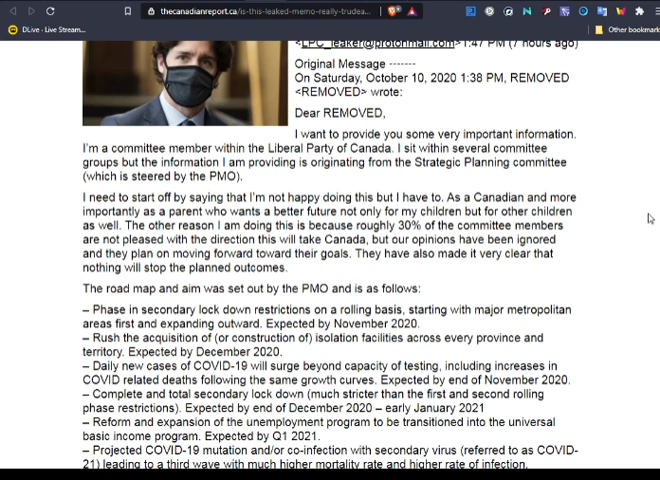 thecanadianreport.ca/is-this-leaked-memo-really-trudea...
DLive - Live Stream...
Other bookmark
<LPC_leaker@protonmail.com> 1:47 PM (7 hours ago)
Original Message -------
On Saturday, October 10, 2020 1:38 PM, REMOVED
<REMOVED> wrote:
Dear REMOVED,
I want to provide you some very important information.
I'm a committee member within the Liberal Party of Canada. I sit within several committee
groups but the information I am providing is originating from the Strategic Planning committee
(which is steered by the PMO).
I need to start off by saying that I'm not happy doing this but I have to. As a Canadian and more
importantly as a parent who wants a better future not only for my children but for other children
as well. The other reason I am doing this is because roughly 30% of the committee members
are not pleased with the direction this will take Canada, but our opinions have been ignored
and they plan on moving forward toward their goals. They have also made it very clear that
nothing will stop the planned outcomes.
The road map and aim was set out by the PMO and is as follows:
– Phase in secondary lock down restrictions on a rolling basis, starting with major metropolitan
areas first and expanding outward. Expected by November 2020.
– Rush the acquisition of (or construction of) isolation facilities across every province and
territory. Expected by December 2020.
– Daily new cases of COVID-19 will surge beyond capacity of testing, including increases in
COVID related deaths following the same growth curves. Expected by end of November 2020.
– Complete and total secondary lock down (much stricter than the first and second rolling
phase restrictions). Expected by end of December 2020 – early January 2021
– Reform and expansion of the unemployment program to be transitioned into the universal
basic income program. Expected by Q1 2021.
– Projected COVID-19 mutation and/or co-infection with secondary virus (referred to as COVID-
21) leading to a third wave with much higher mortality rate and higher rate of infection.